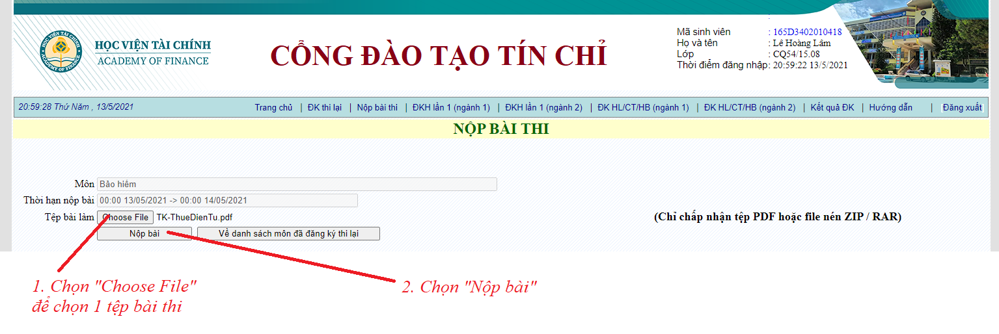 HỌC VIỆN TÀI CHÍNH
ACADEMY OF FINANCE
CỔNG ĐÀO TẠO TÍN CHỈ
Mã sinh viên : 165D3402010418
Họ và tên : Lê Hoàng Lâm
Lớp : CQ54/15.08
Thời điểm đăng nhập: 20:59:22 13/5/2021
20:59:28 Thứ Năm , 13/5/2021 Trang chủ | ĐK thi lại | Nộp bài thi | ĐKH lần 1 (ngành 1) | ĐKH lần 1 (ngành 2) | ĐK HL/CT/HB (ngành 1) | ĐK HL/CT/HB (ngành 2) | Kết quả ĐK | Hướng dẫn | Đăng xuất
NỘP BÀI THI
Môn Bảo hiêm
Thời hạn nộp bài 00:00 13/05/2021 -> 00:00 14/05/2021
Tệp bài làm Choose File TK-ThueDienTu.pdf (Chỉ chấp nhận tệp PDF hoặc file nén ZIP / RAR)
Nộp bài Về danh sách môn đã đăng ký thi lại
1. Chọn "Choose File"
để chọn 1 tệp bài thi
2. Chọn "Nộp bài"